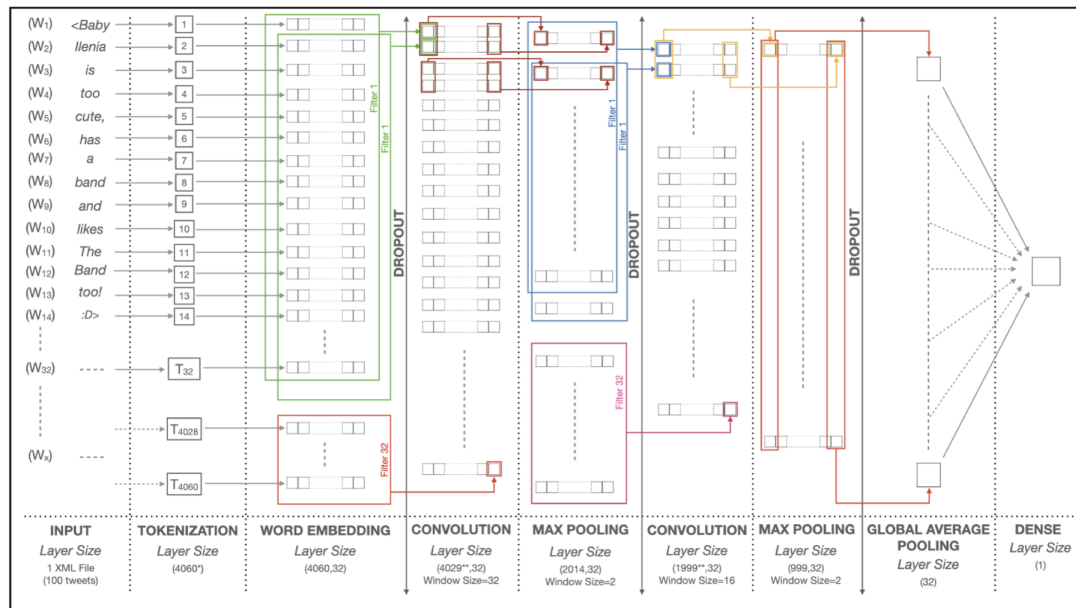 (W1) <Baby 1
(W2) Ilenia 2
(W3) is 3
(W4) too 4
(W5) cute, 5
(W6) has 6
(W7) a 7
(W8) band 8
(W9) and 9
(W10) likes 10
(W11) The 11
(W12) Band 12
(W13) too! 13
(W14) :D> 14
(W32) T32
T4028
(Wx)
T4060
Filter 1
Filter 1
Filter 32
DROPOUT
Filter 1
Filter 1
Filter 32
DROPOUT
DROPOUT
INPUT
Layer Size
1 XML File
(100 tweets)
TOKENIZATION
Layer Size
(4060*)
WORD EMBEDDING
Layer Size
(4060,32)
CONVOLUTION
Layer Size
(4029**,32)
Window Size=32
MAX POOLING
Layer Size
(2014,32)
Window Size=2
CONVOLUTION
Layer Size
(1999**,32)
Window Size=16
MAX POOLING
Layer Size
(999,32)
Window Size=2
GLOBAL AVERAGE
POOLING
Layer Size
(32)
DENSE
Layer Size
(1)